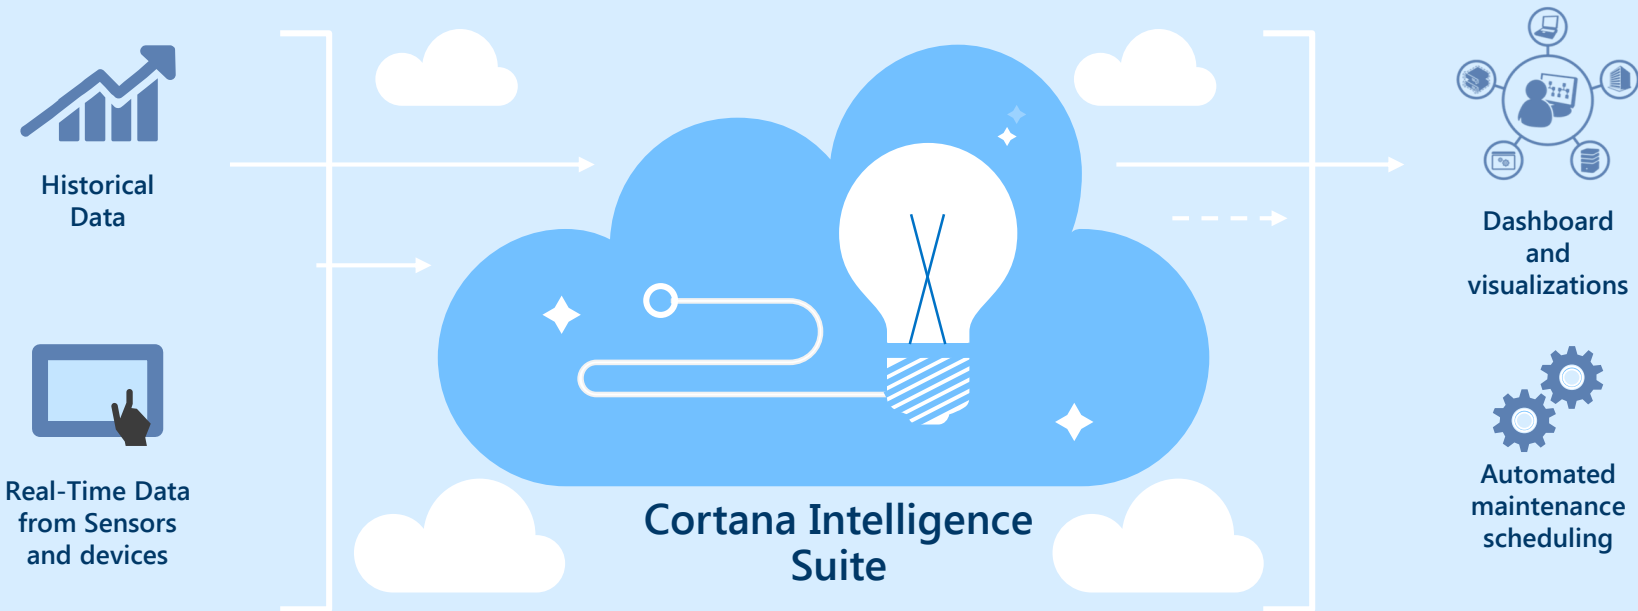 Historical
Data
Real-Time Data
from Sensors
and devices
Cortana Intelligence
Suite
Dashboard
and
visualizations
Automated
maintenance
scheduling